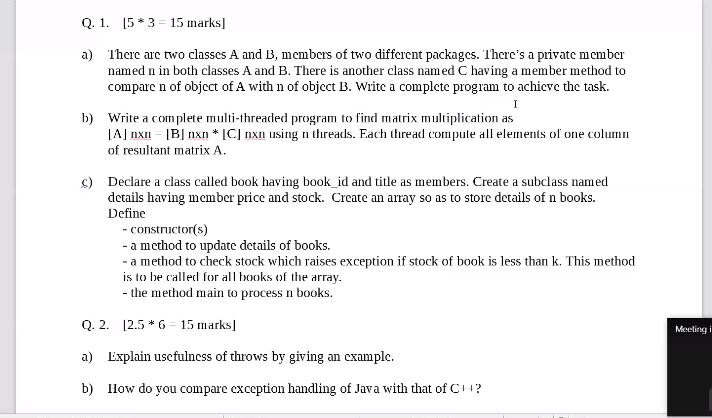 Q. 1. [5 * 3 = 15 marks]
a) There are two classes A and B, members of two different packages. There's a private member
named n in both classes A and B. There is another class named C having a member method to
compare n of object of A with n of object B. Write a complete program to achieve the task.
b) Write a complete multi-threaded program to find matrix multiplication as
[A] nxn = [B] nxn * [C] nxn using n threads. Each thread compute all elements of one column
of resultant matrix A.
c) Declare a class called book having book_id and title as members. Create a subclass named
details having member price and stock. Create an array so as to store details of n books.
Define
- constructor(s)
- a method to update details of books.
- a method to check stock which raises exception if stock of book is less than k. This method
is to be called for all books of the array.
- the method main to process n books.
Q. 2. [2.5 * 6 = 15 marks]
Meeting i
a) Explain usefulness of throws by giving an example.
b) How do you compare exception handling of Java with that of C++?